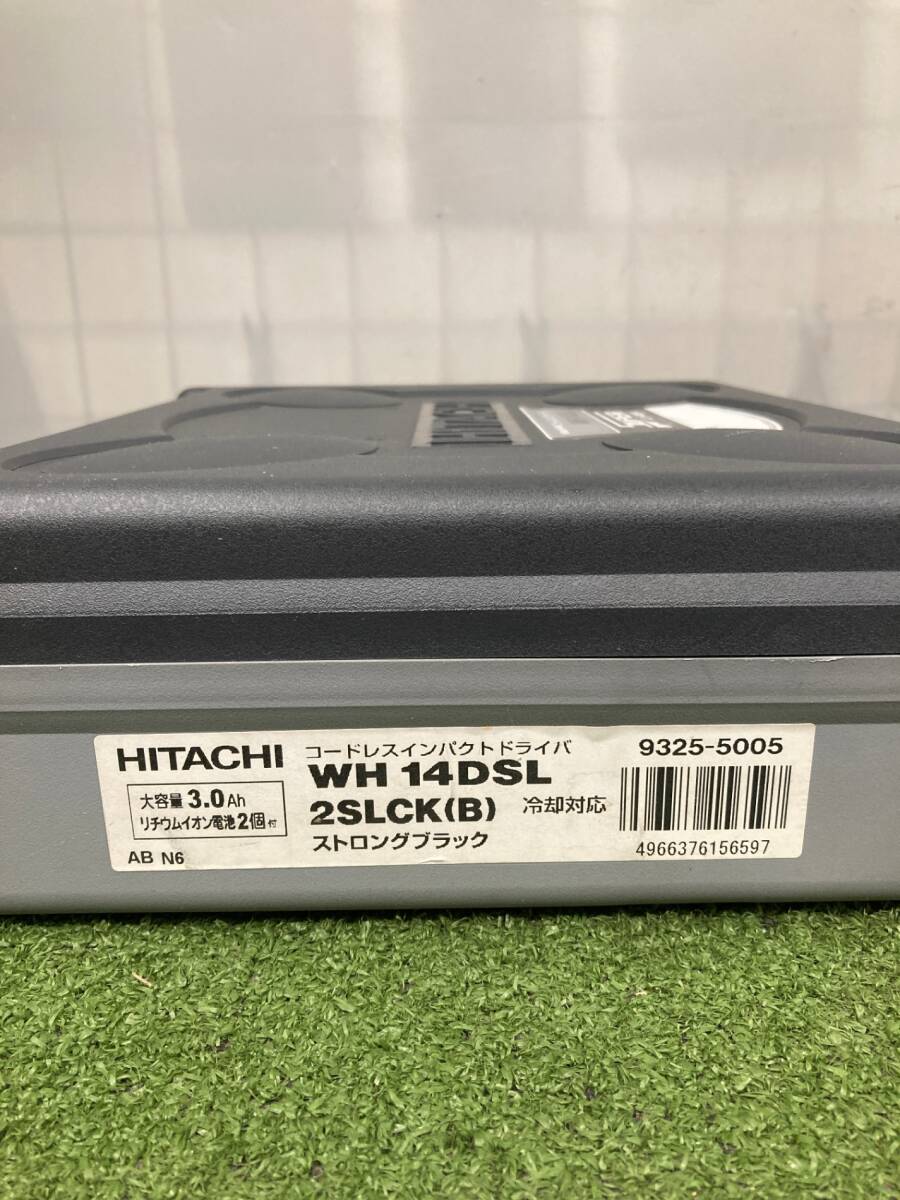 HITACHI
HITACHI
コードレスインパクトドライバ
WH 14DSL
2SLCK(B) 冷却対応
ストロングブラック
大容量 3.0Ah
リチウムイオン電池2個付
AB N6
9325-5005
4966376156597